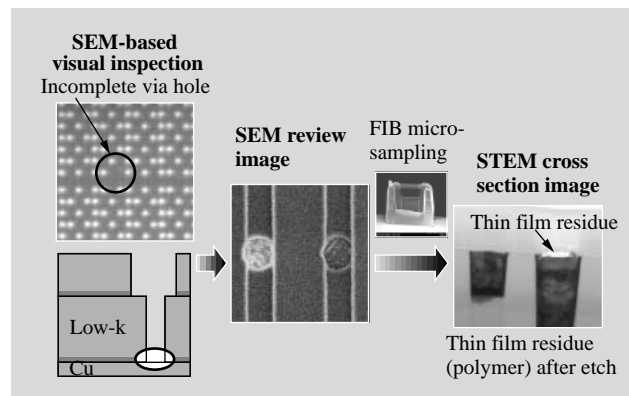 SEM-based
visual inspection
Incomplete via hole
Low-k
Cu
SEM review
image
FIB micro-
sampling
STEM cross
section image
Thin film residue
Thin film residue
(polymer) after etch